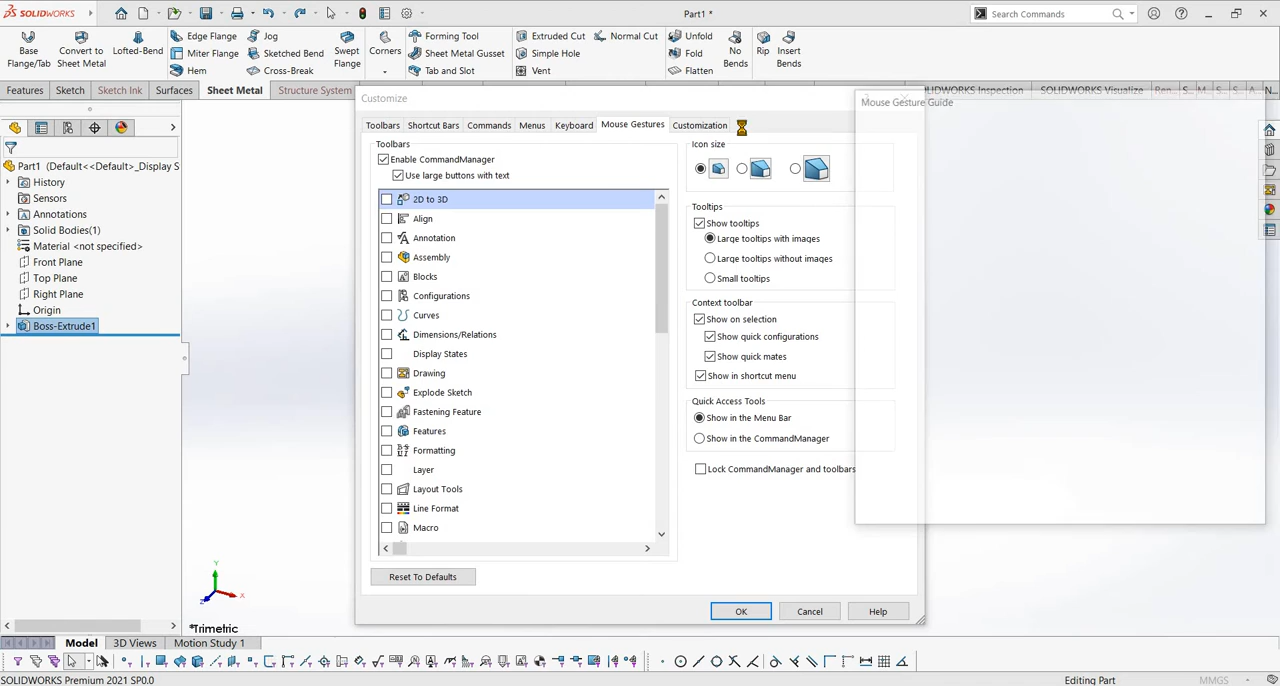 SOLIDWORKS
Part1 *
Search Commands
Base Flange/Tab
Convert to Sheet Metal
Lofted-Bend
Edge Flange
Miter Flange
Hem
Jog
Sketched Bend
Cross-Break
Swept Flange
Corners
Forming Tool
Sheet Metal Gusset
Tab and Slot
Extruded Cut
Simple Hole
Vent
Normal Cut
Unfold
Fold
Flatten
No Bends
Rip
Insert Bends
Features
Sketch
Sketch Ink
Surfaces
Sheet Metal
Structure System
OLIDWORKS Inspection
SOLIDWORKS Visualize
Ren...
S...
M...
S...
S...
A...
N...
Part1 (Default<<Default>_Display S
History
Sensors
Annotations
Solid Bodies(1)
Material <not specified>
Front Plane
Top Plane
Right Plane
Origin
Boss-Extrude1
Customize
Toolbars
Shortcut Bars
Commands
Menus
Keyboard
Mouse Gestures
Customization
Toolbars
Enable CommandManager
Use large buttons with text
2D to 3D
Align
Annotation
Assembly
Blocks
Configurations
Curves
Dimensions/Relations
Display States
Drawing
Explode Sketch
Fastening Feature
Features
Formatting
Layer
Layout Tools
Line Format
Macro
Reset To Defaults
Icon size
Tooltips
Show tooltips
Large tooltips with images
Large tooltips without images
Small tooltips
Context toolbar
Show on selection
Show quick configurations
Show quick mates
Show in shortcut menu
Quick Access Tools
Show in the Menu Bar
Show in the CommandManager
Lock CommandManager and toolbars
OK
Cancel
Help
Mouse Gesture Guide
Y
X
Z
*Trimetric
Model
3D Views
Motion Study 1
SOLIDWORKS Premium 2021 SP0.0
Editing Part
MMGS